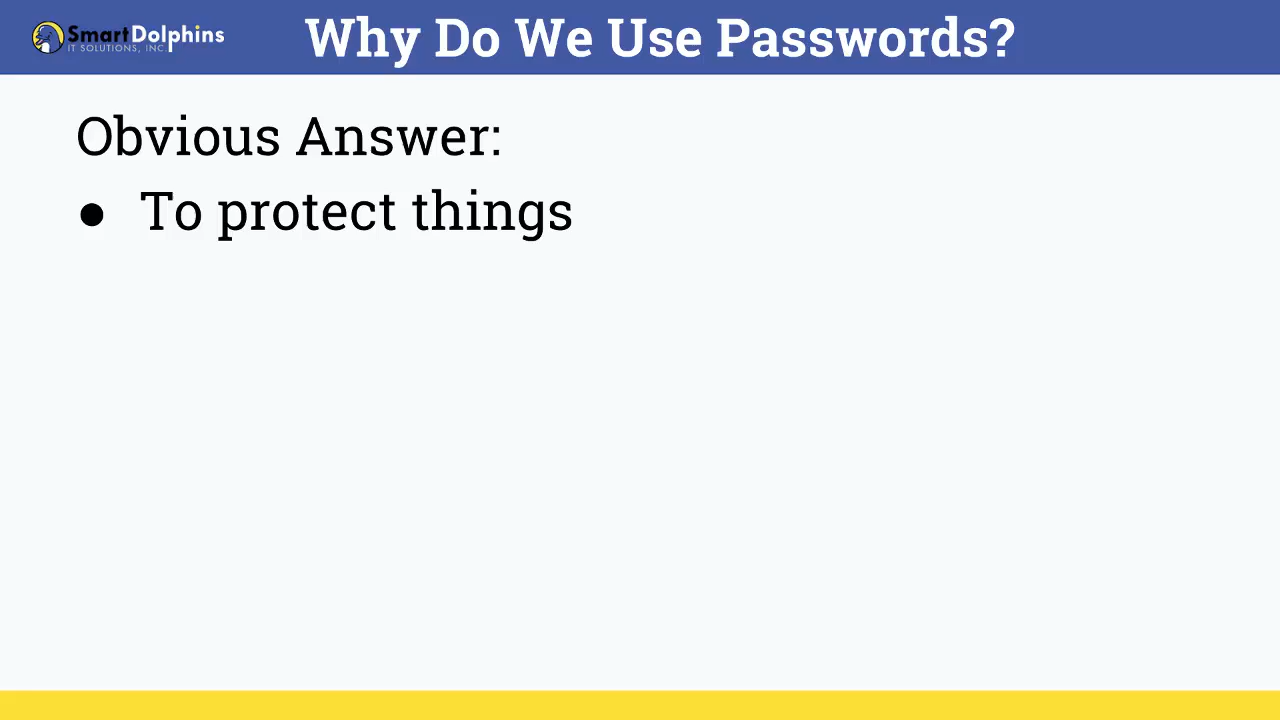 SmartDolphins
IT SOLUTIONS, INC.
Why Do We Use Passwords?
Obvious Answer:
● To protect things